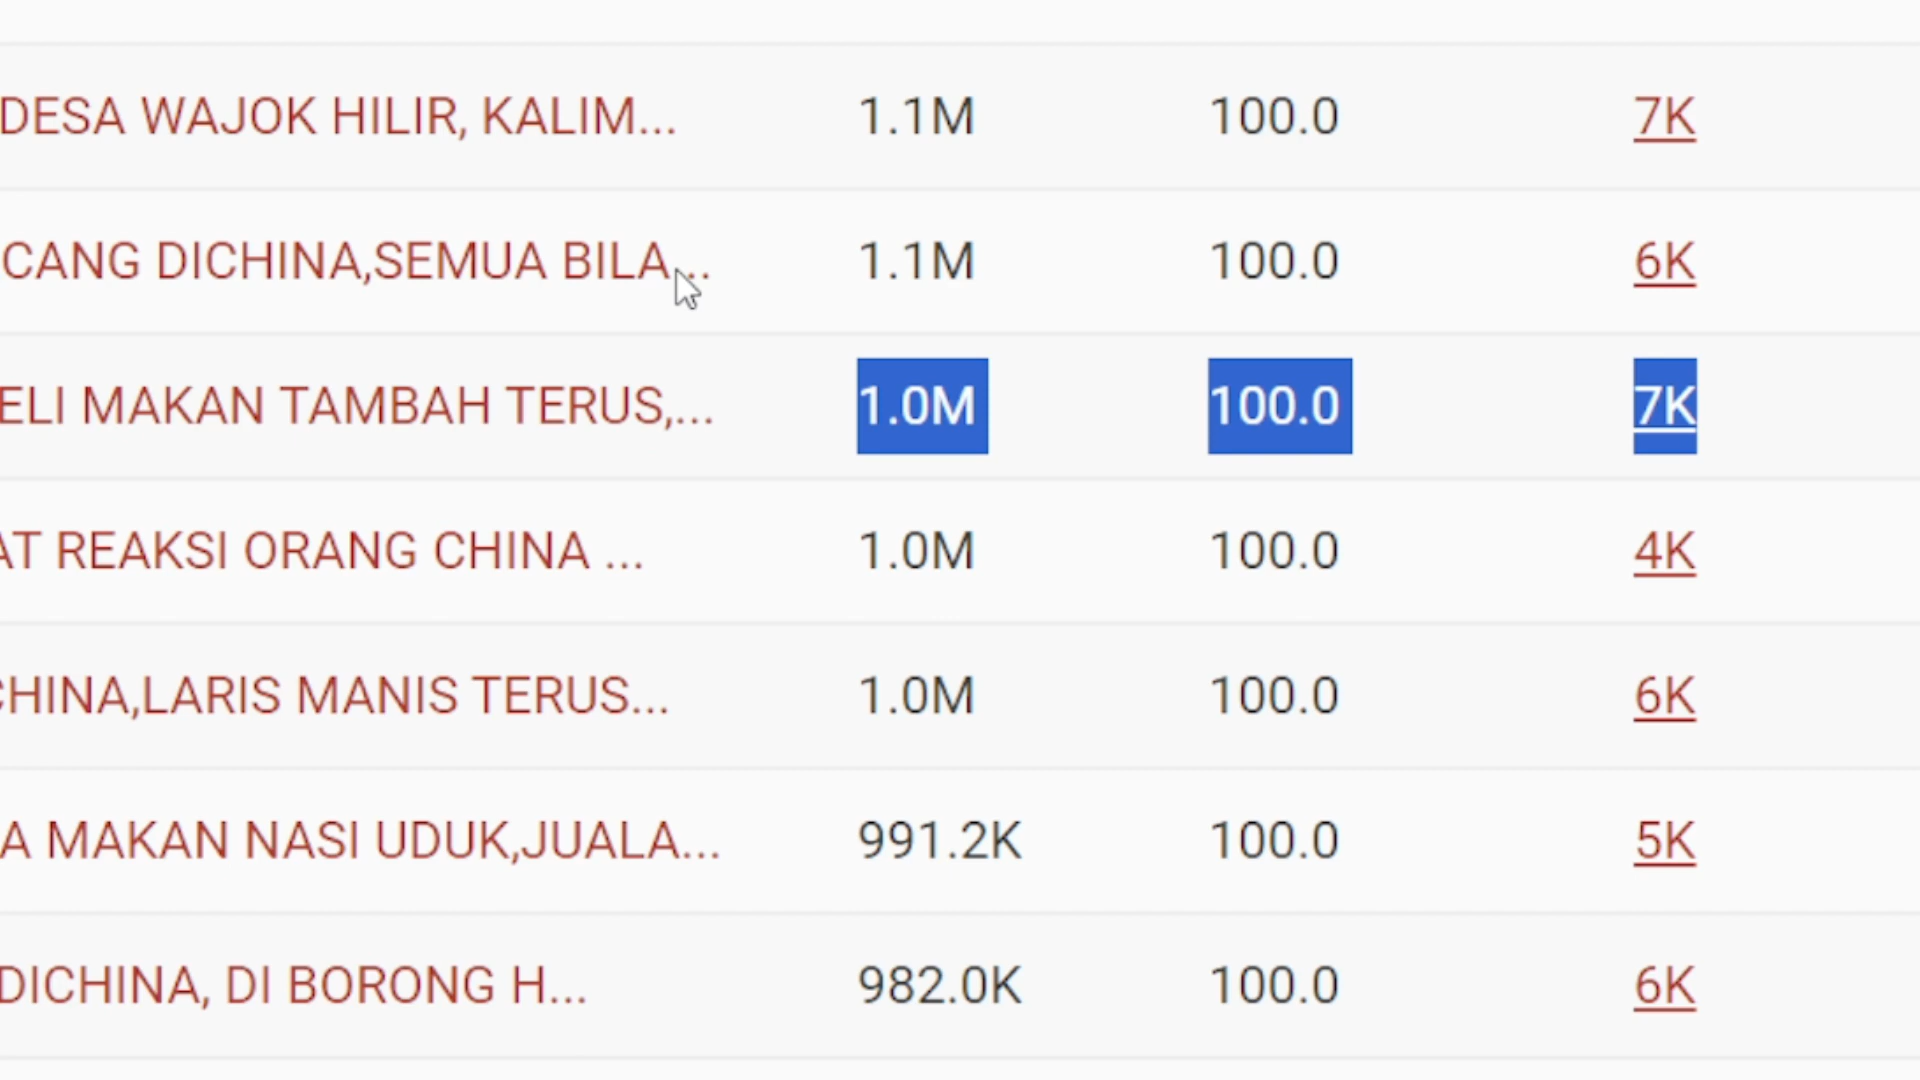 DESA WAJOK HILIR, KALIM... 1.1M 100.0 7K
CANG DICHINA,SEMUA BILA... 1.1M 100.0 6K
ELI MAKAN TAMBAH TERUS,... 1.0M 100.0 7K
AT REAKSI ORANG CHINA ... 1.0M 100.0 4K
CHINA,LARIS MANIS TERUS... 1.0M 100.0 6K
A MAKAN NASI UDUK,JUALA... 991.2K 100.0 5K
DICHINA, DI BORONG H... 982.0K 100.0 6K